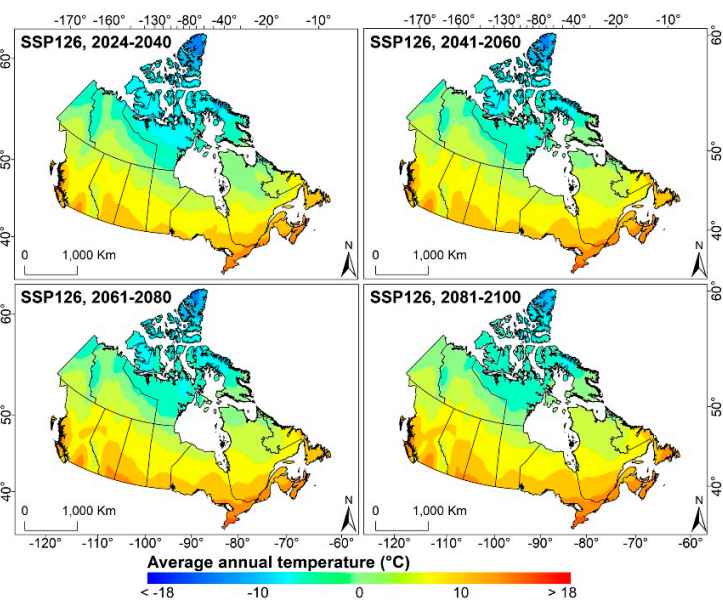 -170° -160° -130° -80° -40° -20° -10°
-170° -160° -130° -80° -40° -20° -10°
SSP126, 2024-2040
SSP126, 2041-2060
60°
60°
50°
50°
40°
40°
0 1,000 Km
N
0 1,000 Km
N
SSP126, 2061-2080
SSP126, 2081-2100
60°
60°
50°
50°
40°
40°
0 1,000 Km
N
0 1,000 Km
N
-120° -110° -100° -90° -80° -70° -60°
-120° -110° -100° -90° -80° -70° -60°
Average annual temperature (°C)
< -18 -10 0 10 > 18